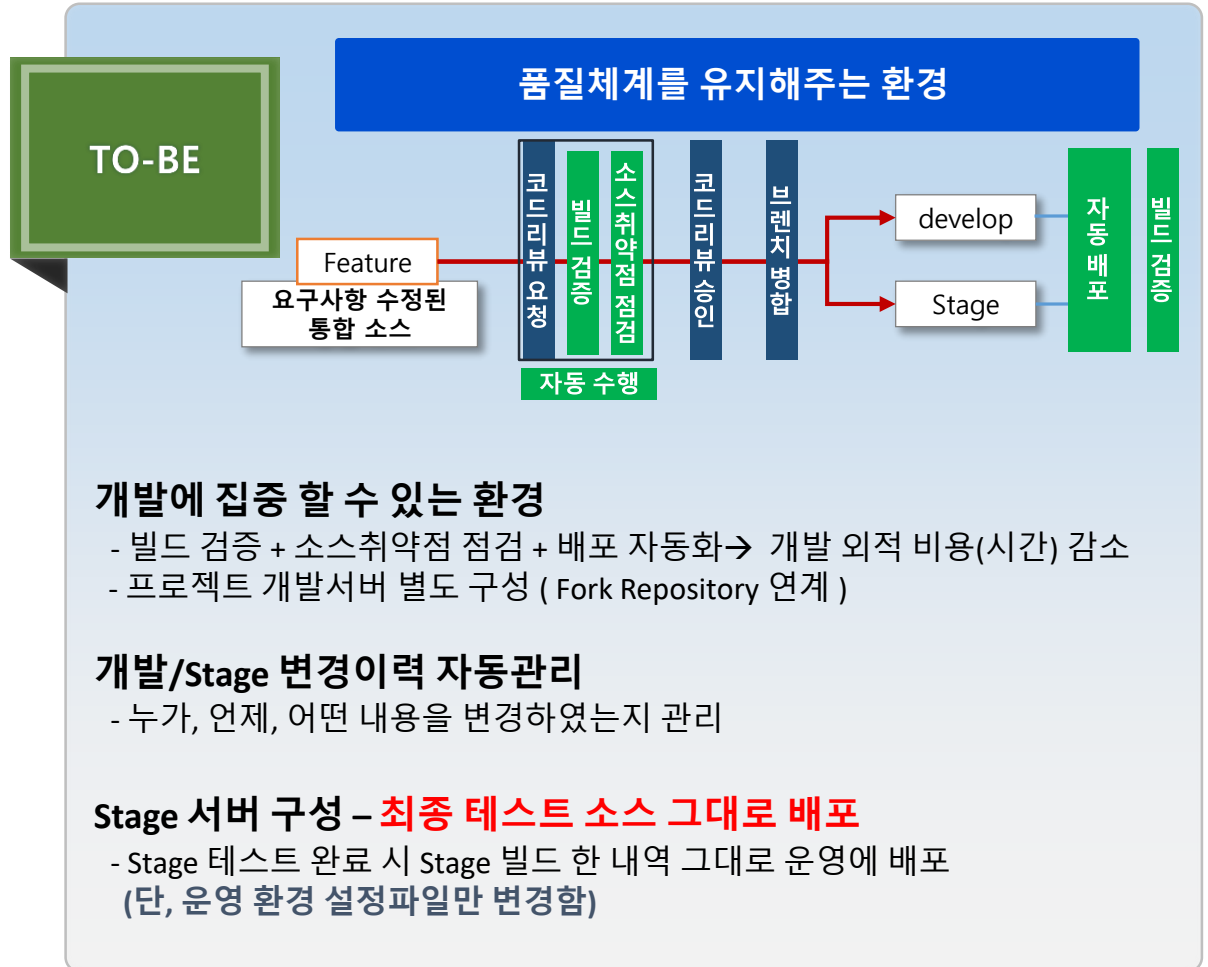 품질체계를 유지해주는 환경
TO-BE
Feature
요구사항 수정된
통합 소스
코드리뷰 요청
빌드 검증
소스취약점 점검
자동 수행
코드리뷰 승인
브렌치 병합
develop
Stage
자동 배포
빌드 검증
개발에 집중 할 수 있는 환경
- 빌드 검증 + 소스취약점 점검 + 배포 자동화→ 개발 외적 비용(시간) 감소
- 프로젝트 개발서버 별도 구성 ( Fork Repository 연계 )
개발/Stage 변경이력 자동관리
- 누가, 언제, 어떤 내용을 변경하였는지 관리
Stage 서버 구성 – 최종 테스트 소스 그대로 배포
- Stage 테스트 완료 시 Stage 빌드 한 내역 그대로 운영에 배포
(단, 운영 환경 설정파일만 변경함)